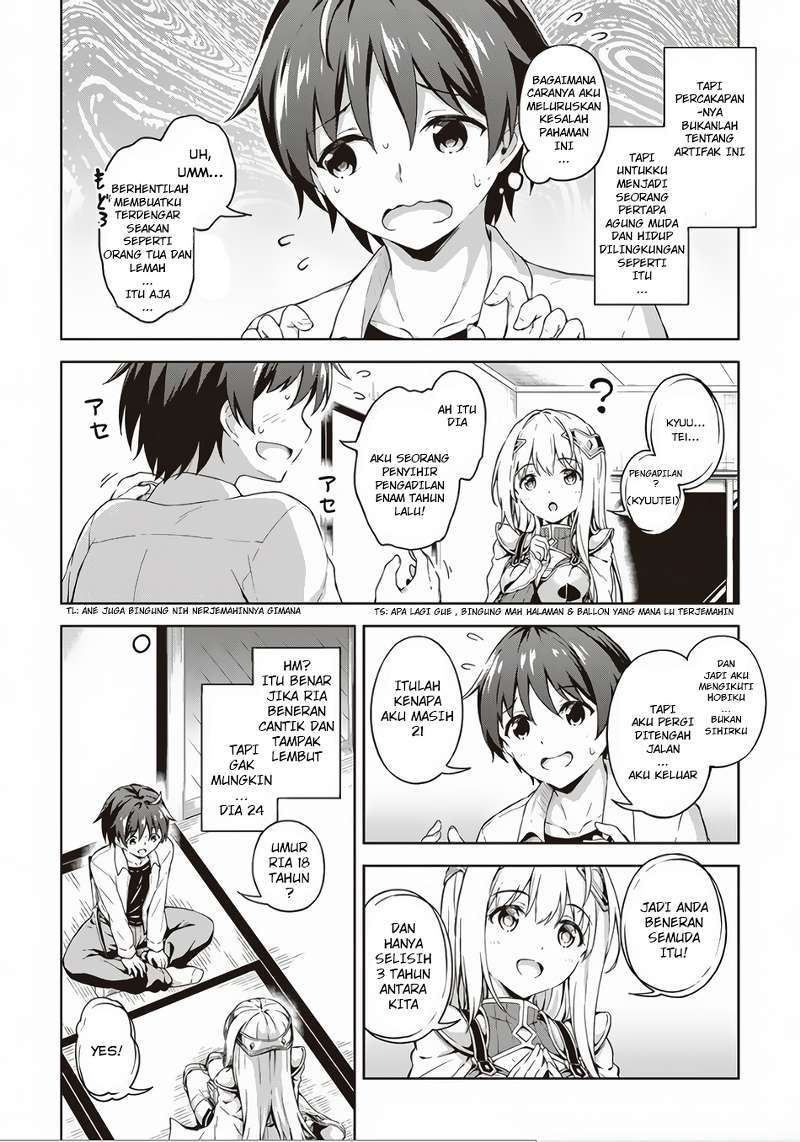 TAPI
PERCAKAPAN
-NYA
BUKANLAH
TENTANG
ARTIFAK INI
TAPI
UNTUKKU
MENJADI
SEORANG
PERTAPA
AGUNG MUDA
DAN HIDUP
DILINGKUNGAN
SEPERTI
ITU
...
BAGAIMANA
CARANYA AKU
MELURUSKAN
KESALAH
PAHAMAN
INI
...
UH,
UMM...
BERHENTILAH
MEMBUATKU
TERDENGAR
SEAKAN
SEPERTI
ORANG TUA DAN
LEMAH
...
ITU AJA
...
もどろ
?
KYUU...
TEI...
PENGADILAN
?
(KYUUTEI)
AH ITU
DIA
AKU SEORANG
PENYIHIR
PENGADILAN
ENAM TAHUN
LALU!
アセ
アセ
TL: ANE JUGA BINGUNG NIH NERJEMAHINNYA GIMANA
TS: APA LAGI GUE , BINGUNG MAH HALAMAN & BALLON YANG MANA LU TERJEMAHIN
DAN
JADI AKU
MENGIKUTI
HOBIKU
...
BUKAN
SIHIRKU
TAPI
AKU PERGI
DITENGAH
JALAN
...
AKU KELUAR
ITULAH
KENAPA
AKU MASIH
21
JADI ANDA
BENERAN
SEMUDA
ITU!
DAN
HANYA
SELISIH
3 TAHUN
ANTARA
KITA
HM?
ITU BENAR
JIKA RIA
BENERAN
CANTIK DAN
TAMPAK
LEMBUT
TAPI
GAK
MUNGKIN
...
DIA 24
UMUR
RIA 18
TAHUN
?
YES!